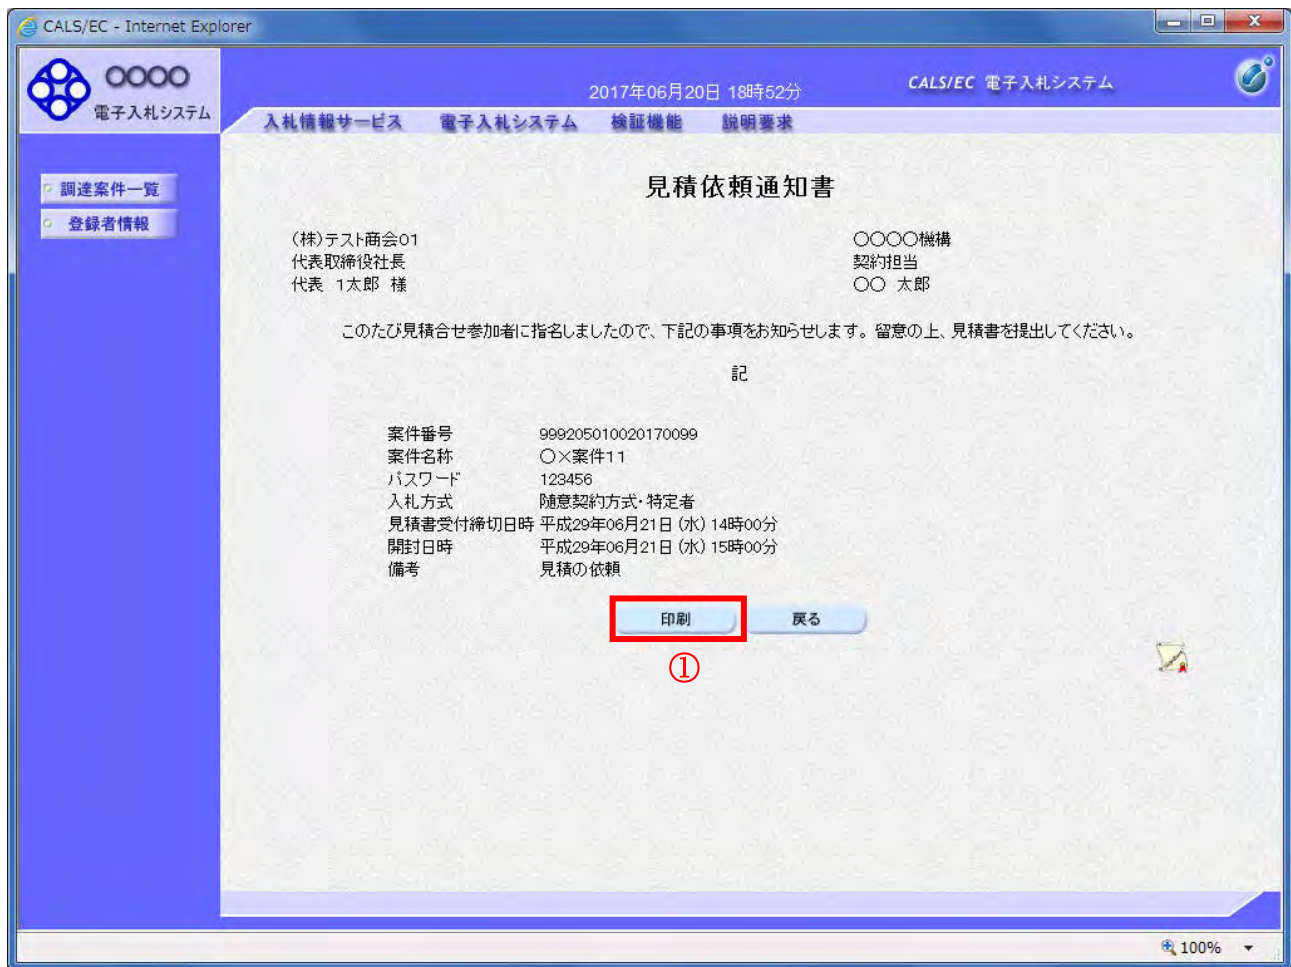 CALS/EC - Internet Explorer
〇〇〇〇
電子入札システム
2017年06月20日 18時52分
CALS/EC 電子入札システム
入札情報サービス 電子入札システム 検証機能 説明要求
調達案件一覧
登録者情報
見積依頼通知書
(株)テスト商会01
〇〇〇〇機構
代表取締役社長
契約担当
代表 1太郎 様
〇〇 太郎
このたび見積合せ参加者に指名しましたので、下記の事項をお知らせします。留意の上、見積書を提出してください。
記
案件番号 999205010020170099
案件名称 〇×案件11
パスワード 123456
入札方式 随意契約方式・特定者
見積書受付締切日時 平成29年06月21日(水)14時00分
開封日時 平成29年06月21日(水)15時00分
備考 見積の依頼
印刷 戻る
①
100%